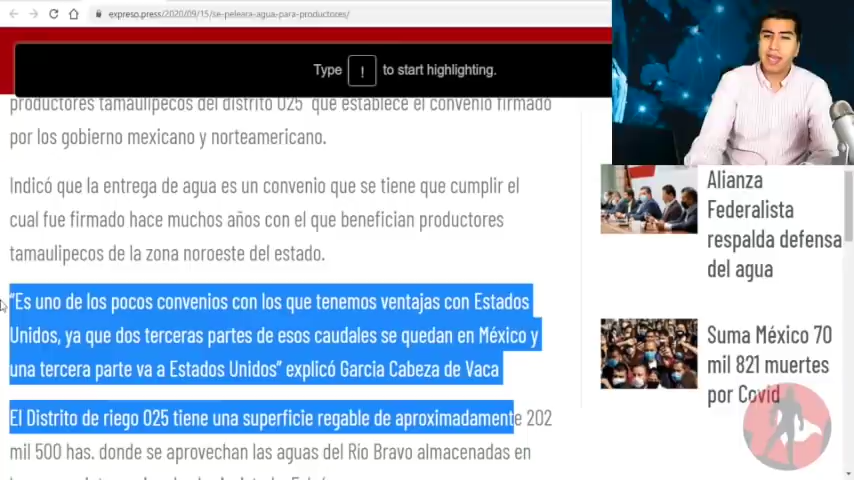 expreso.press/2020/09/15/se-peleara-agua-para-productores/
Type ! to start highlighting.
productores tamaulipecos del distrito 025 que establece el convenio firmado
por los gobierno mexicano y norteamericano.
Indicó que la entrega de agua es un convenio que se tiene que cumplir el
cual fue firmado hace muchos años con el que benefician productores
tamaulipecos de la zona noroeste del estado.
"Es uno de los pocos convenios con los que tenemos ventajas con Estados
Unidos, ya que dos terceras partes de esos caudales se quedan en México y
una tercera parte va a Estados Unidos" explicó Garcia Cabeza de Vaca
El Distrito de riego 025 tiene una superficie regable de aproximadamente 202
mil 500 has. donde se aprovechan las aguas del Río Bravo almacenadas en
Alianza
Federalista
respalda defensa
del agua
Suma México 70
mil 821 muertes
por Covid